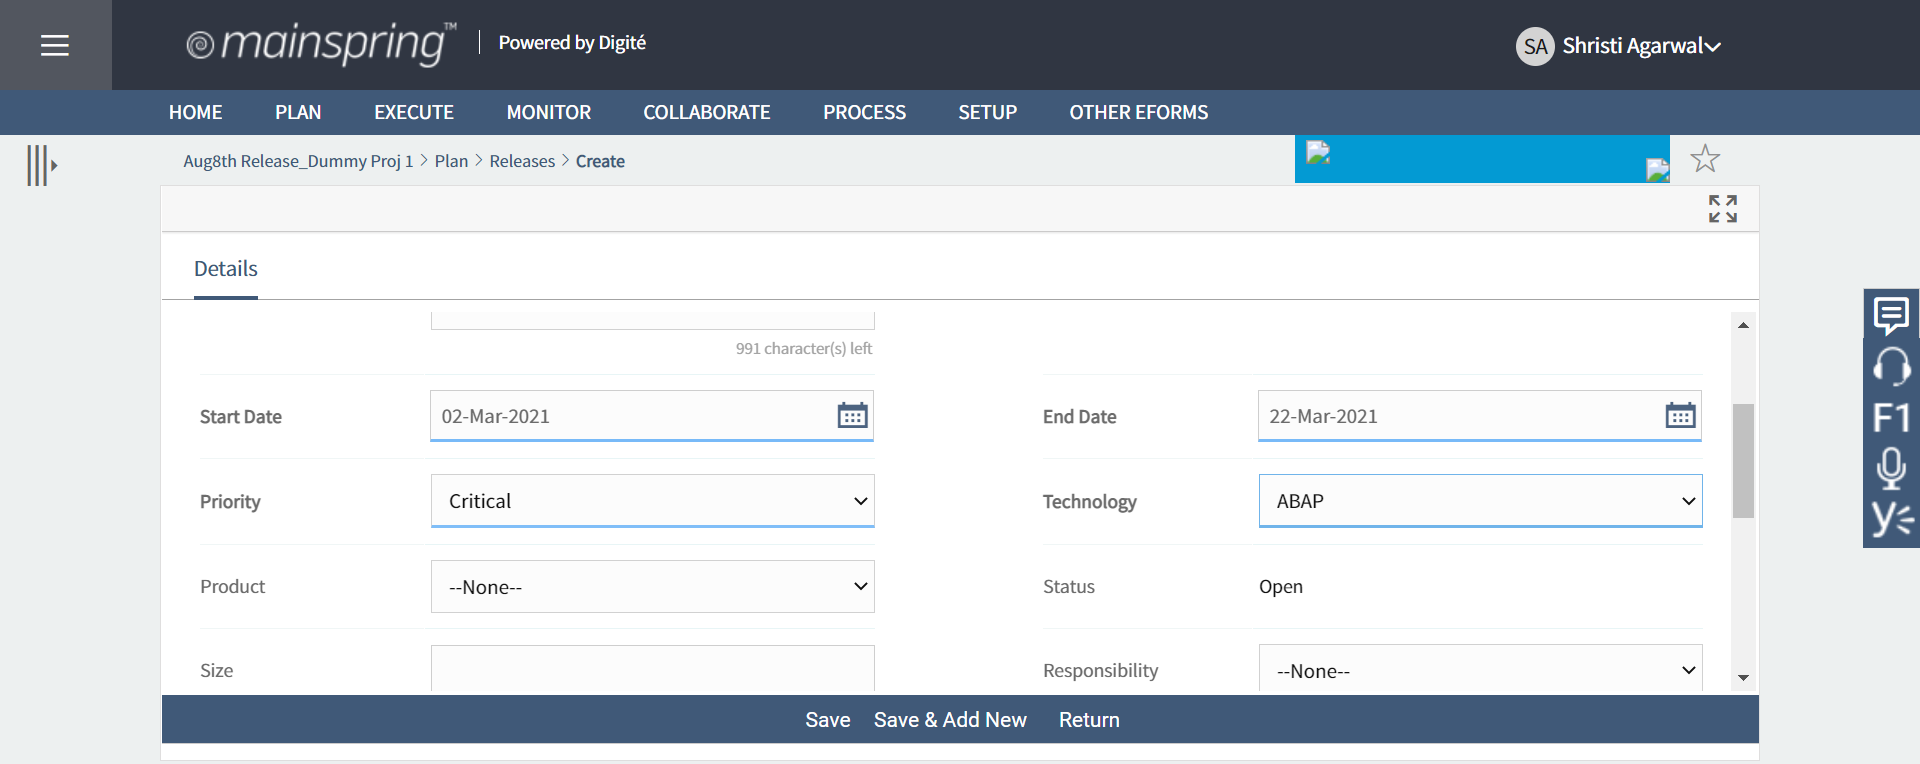 mainspring™ Powered by Digité
SA Shristi Agarwal
HOME PLAN EXECUTE MONITOR COLLABORATE PROCESS SETUP OTHER EFORMS
Aug8th Release_Dummy Proj 1 > Plan > Releases > Create
Details
991 character(s) left
Start Date 02-Mar-2021 End Date 22-Mar-2021
Priority Critical Technology ABAP
Product --None-- Status Open
Size Responsibility --None--
Save Save & Add New Return
F1